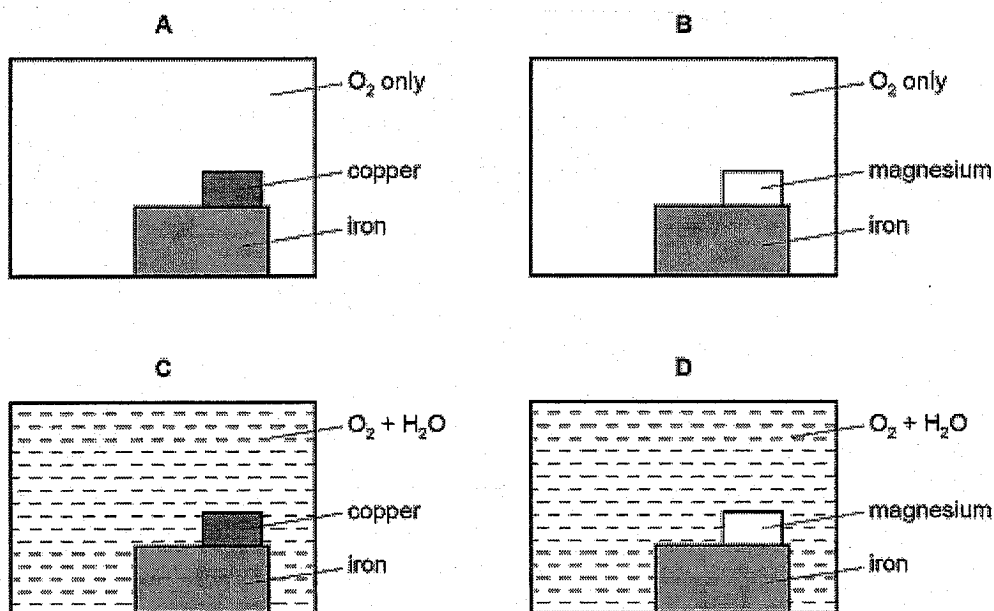 A
O₂ only
copper
iron
B
O₂ only
magnesium
iron
C
O₂ + H₂O
copper
iron
D
O₂ + H₂O
magnesium
iron